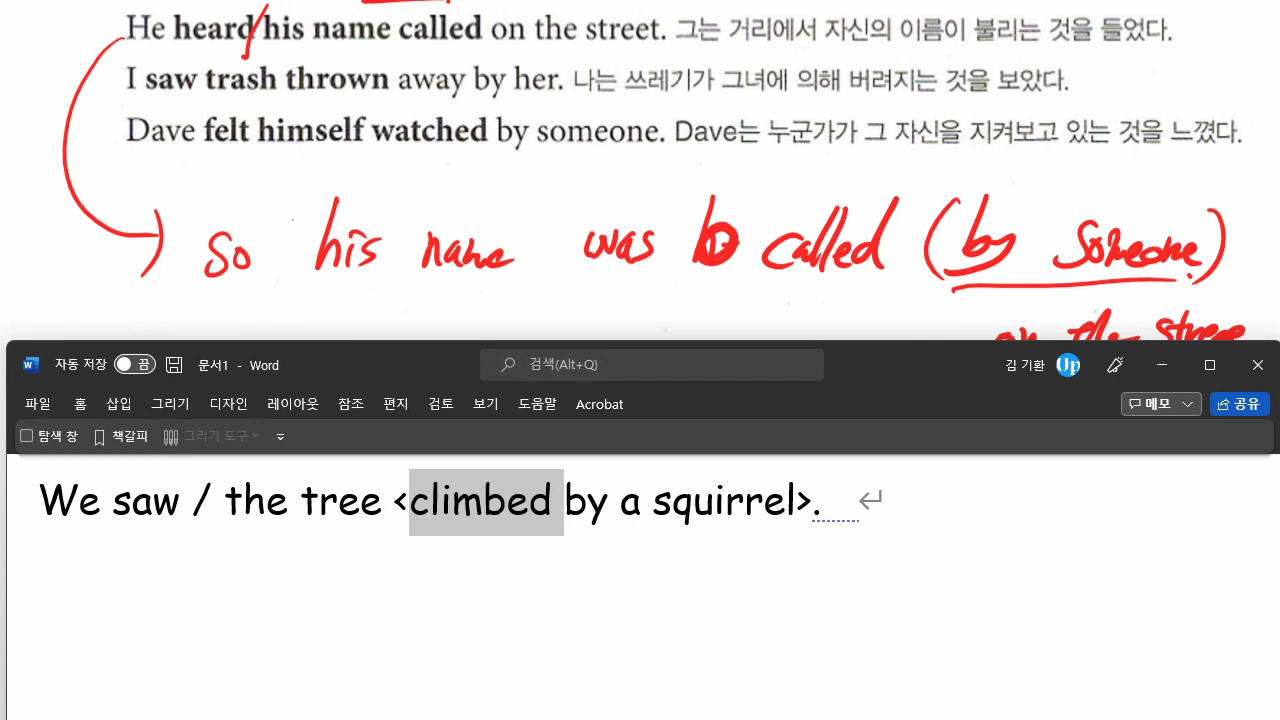 He heard his name called on the street. 그는 거리에서 자신의 이름이 불리는 것을 들었다.
I saw trash thrown away by her. 나는 쓰레기가 그녀에 의해 버려지는 것을 보았다.
Dave felt himself watched by someone. Dave는 누군가가 그 자신을 지켜보고 있는 것을 느꼈다.
so his name was called (by someone)
on the street
자동 저장 끔 문서1 - Word 검색(Alt+Q) 김 기환 Up
파일 홈 삽입 그리기 디자인 레이아웃 참조 편지 검토 보기 도움말 Acrobat 메모 공유
탐색 창 책갈피 그리기 도구
We saw / the tree <climbed by a squirrel>.